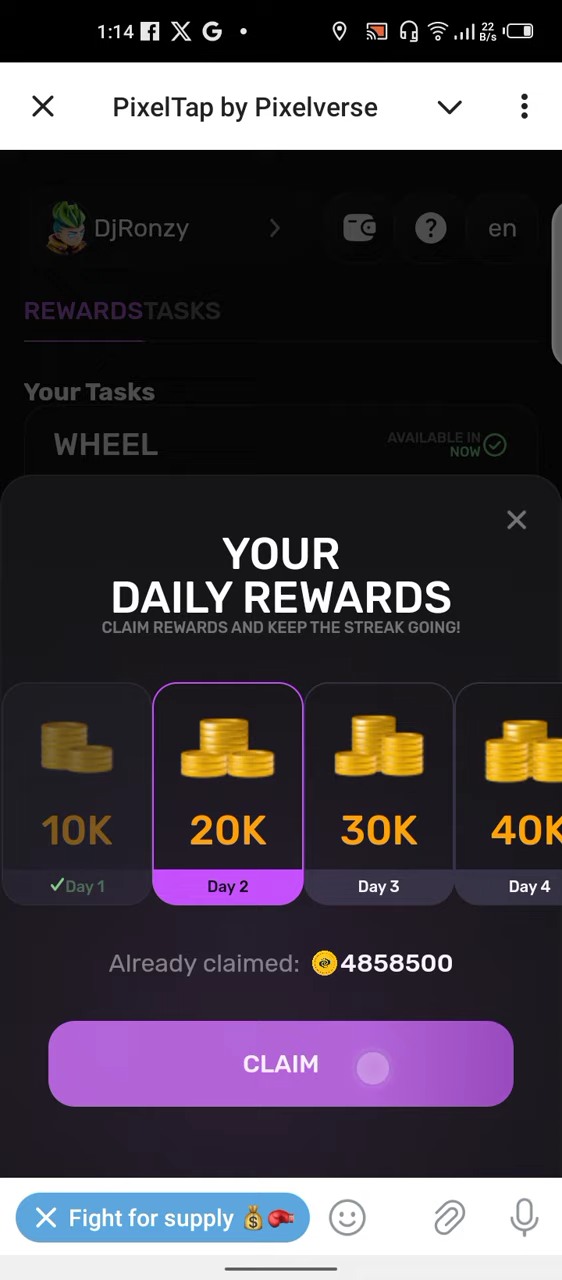 1:14
22
B/s
PixelTap by Pixelverse
DjRonzy
en
REWARDS TASKS
Your Tasks
WHEEL
AVAILABLE IN
NOW
YOUR
DAILY REWARDS
CLAIM REWARDS AND KEEP THE STREAK GOING!
10K 20K 30K 40K
Day 1 Day 2 Day 3 Day 4
Already claimed: 4858500
CLAIM
Fight for supply 💰🥊